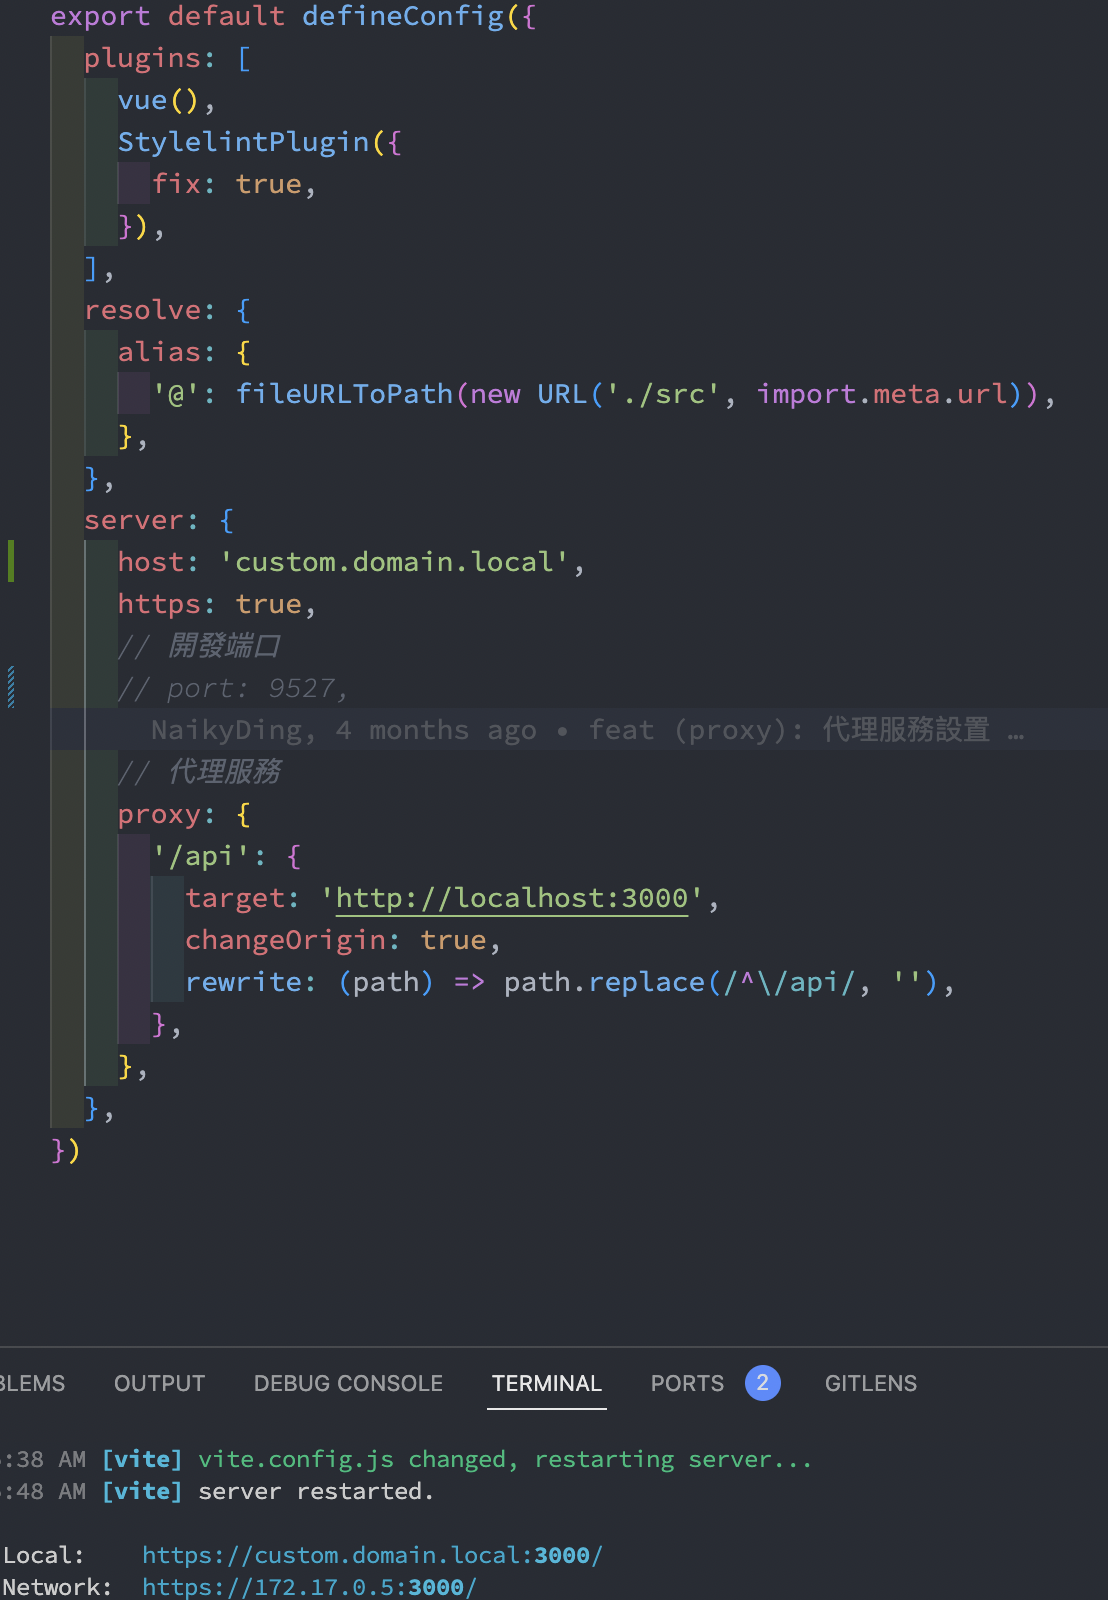 export default defineConfig({
plugins: [
vue(),
StylelintPlugin({
fix: true,
}),
],
resolve: {
alias: {
'@': fileURLToPath(new URL('./src', import.meta.url)),
},
},
server: {
host: 'custom.domain.local',
https: true,
// 開發端口
// port: 9527,
NaikyDing, 4 months ago • feat (proxy): 代理服務設置 …
// 代理服務
proxy: {
'/api': {
target: 'http://localhost:3000',
changeOrigin: true,
rewrite: (path) => path.replace(/^\/api/, ''),
},
},
},
})
BLEMS OUTPUT DEBUG CONSOLE TERMINAL PORTS 2 GITLENS
:38 AM [vite] vite.config.js changed, restarting server...
:48 AM [vite] server restarted.
Local: https://custom.domain.local:3000/
Network: https://172.17.0.5:3000/